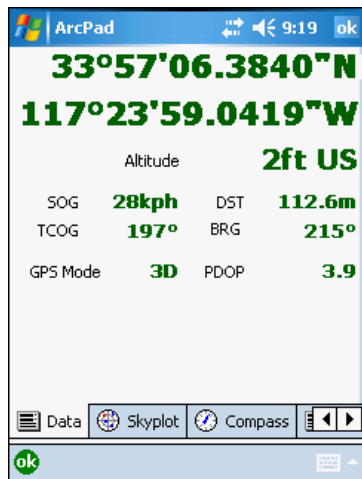 ArcPad 9:19 ok
33°57'06.3840"N
117°23'59.0419"W
Altitude 2ft US
SOG 28kph DST 112.6m
TCOG 197° BRG 215°
GPS Mode 3D PDOP 3.9
Data Skyplot Compass
ok